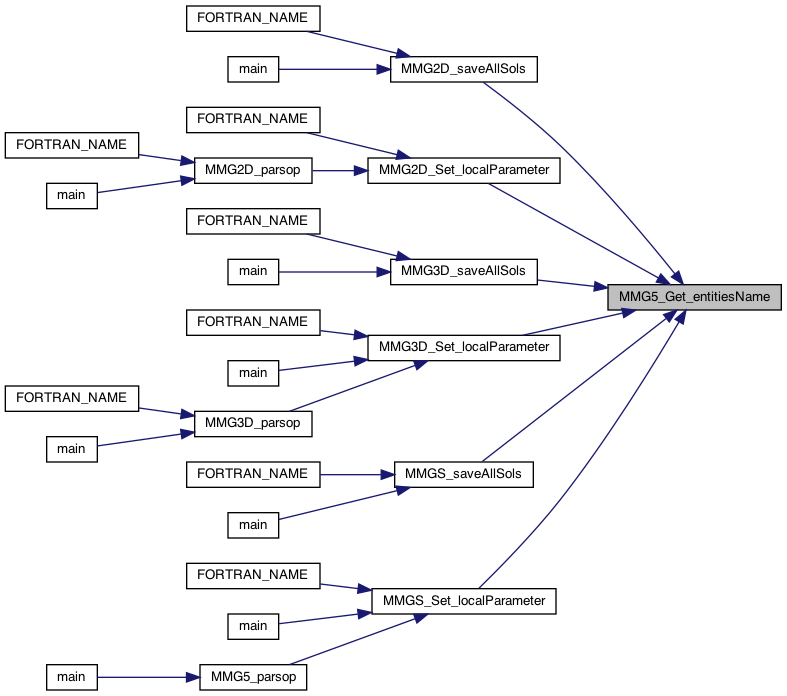 FORTRAN_NAME
main
MMG2D_saveAllSols
FORTRAN_NAME
FORTRAN_NAME
MMG2D_parsop
MMG2D_Set_localParameter
main
FORTRAN_NAME
main
MMG3D_saveAllSols
MMG5_Get_entitiesName
FORTRAN_NAME
MMG3D_Set_localParameter
main
FORTRAN_NAME
MMG3D_parsop
main
FORTRAN_NAME
MMGS_saveAllSols
main
FORTRAN_NAME
MMGS_Set_localParameter
main
main
MMG5_parsop